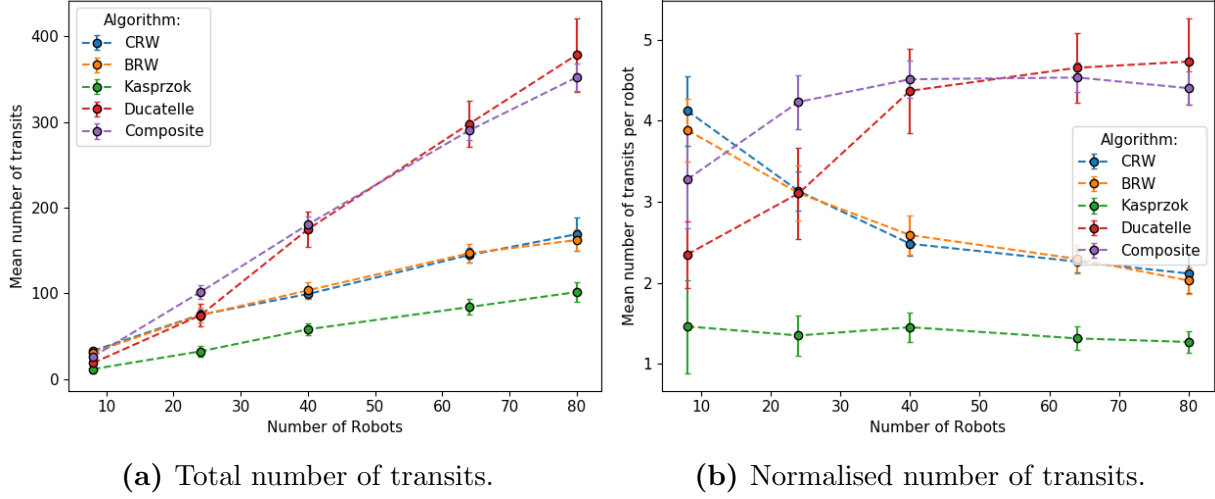 Algorithm:
CRW
BRW
Kasprzok
Ducatelle
Composite
400
300
200
100
0
Mean number of transits
10 20 30 40 50 60 70 80
Number of Robots
(a) Total number of transits.
5
4
3
2
1
Mean number of transits per robot
Algorithm:
CRW
BRW
Kasprzok
Ducatelle
Composite
10 20 30 40 50 60 70 80
Number of Robots
(b) Normalised number of transits.